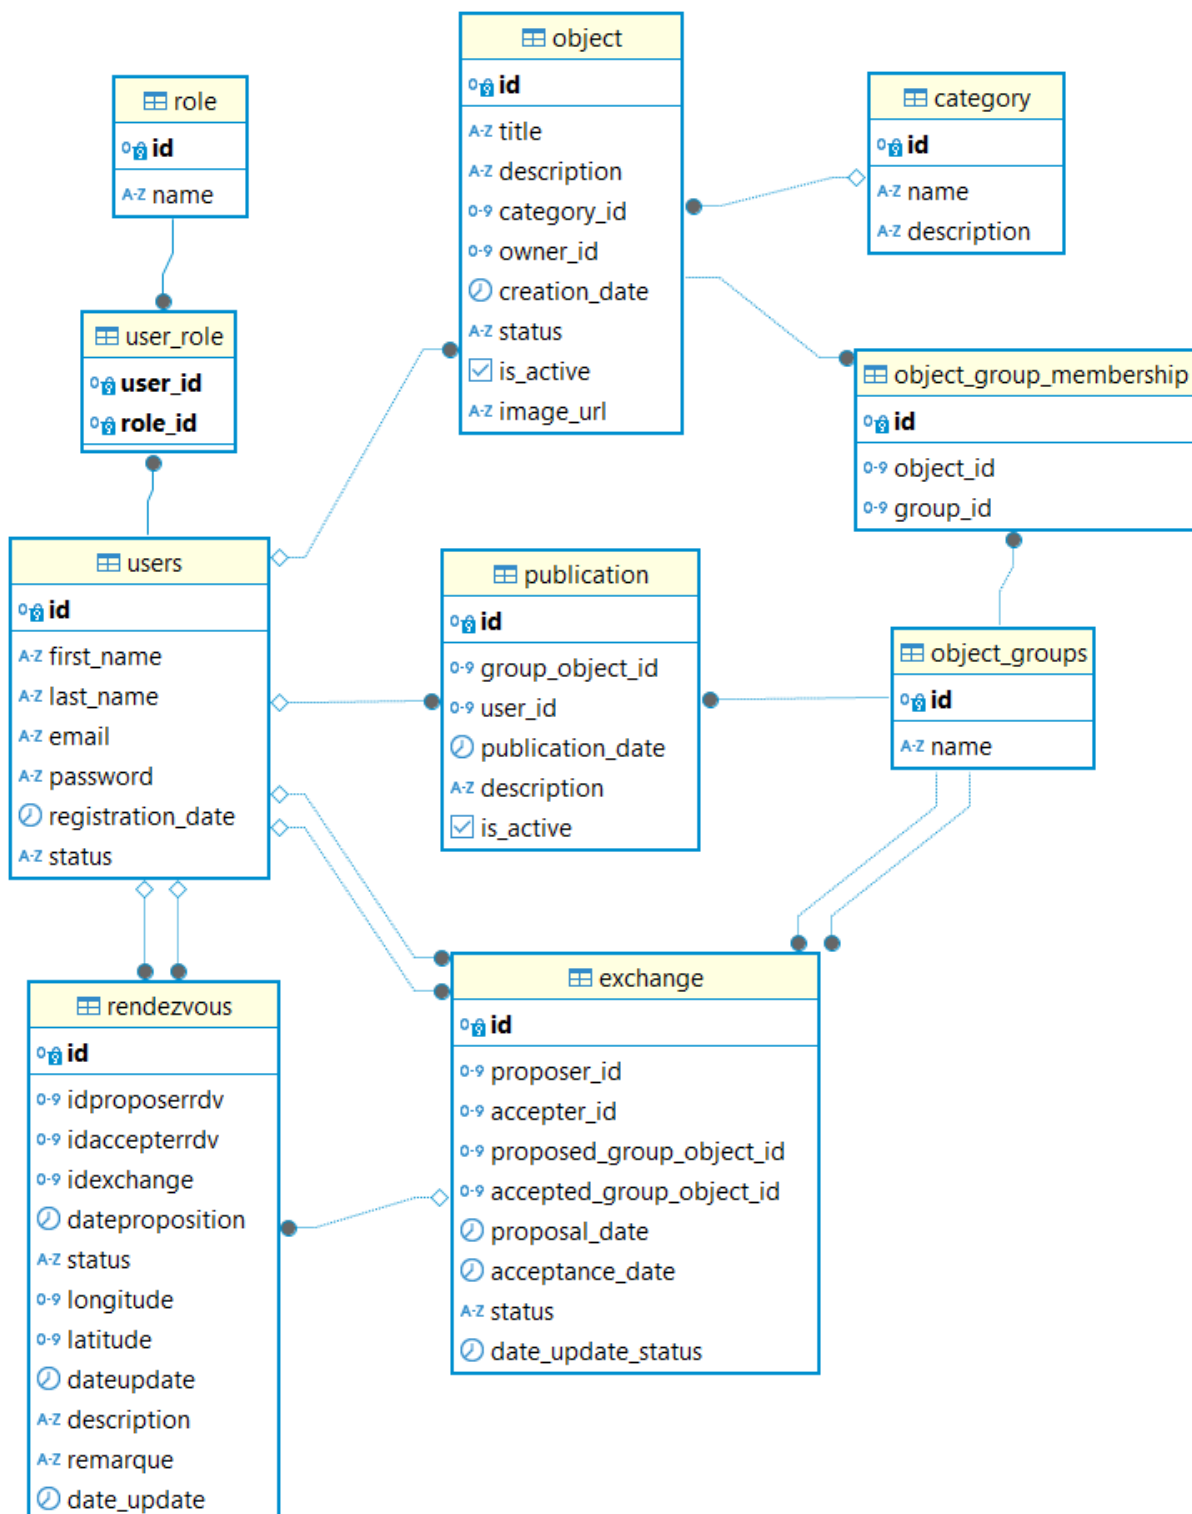 role
id
name
user_role
user_id
role_id
object
id
title
description
category_id
owner_id
creation_date
status
is_active
image_url
category
id
name
description
object_group_membership
id
object_id
group_id
users
id
first_name
last_name
email
password
registration_date
status
publication
id
group_object_id
user_id
publication_date
description
is_active
object_groups
id
name
rendezvous
id
idproposerrdv
idaccepterrdv
idexchange
dateproposition
status
longitude
latitude
dateupdate
description
remarque
date_update
exchange
id
proposer_id
accepter_id
proposed_group_object_id
accepted_group_object_id
proposal_date
acceptance_date
status
date_update_status